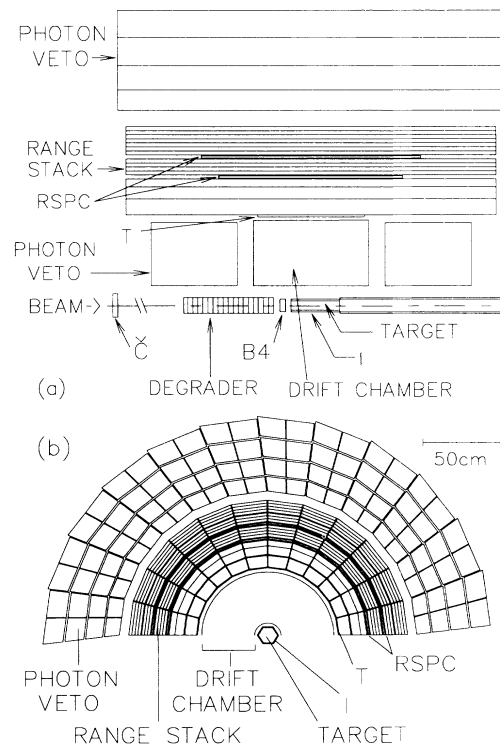 PHOTON
VETO
RANGE
STACK
RSPC
T
PHOTON
VETO
BEAM
Č
B4
TARGET
I
DEGRADER
DRIFT CHAMBER
(a)
(b)
50cm
PHOTON
VETO
DRIFT
CHAMBER
RANGE STACK
T
RSPC
I
TARGET